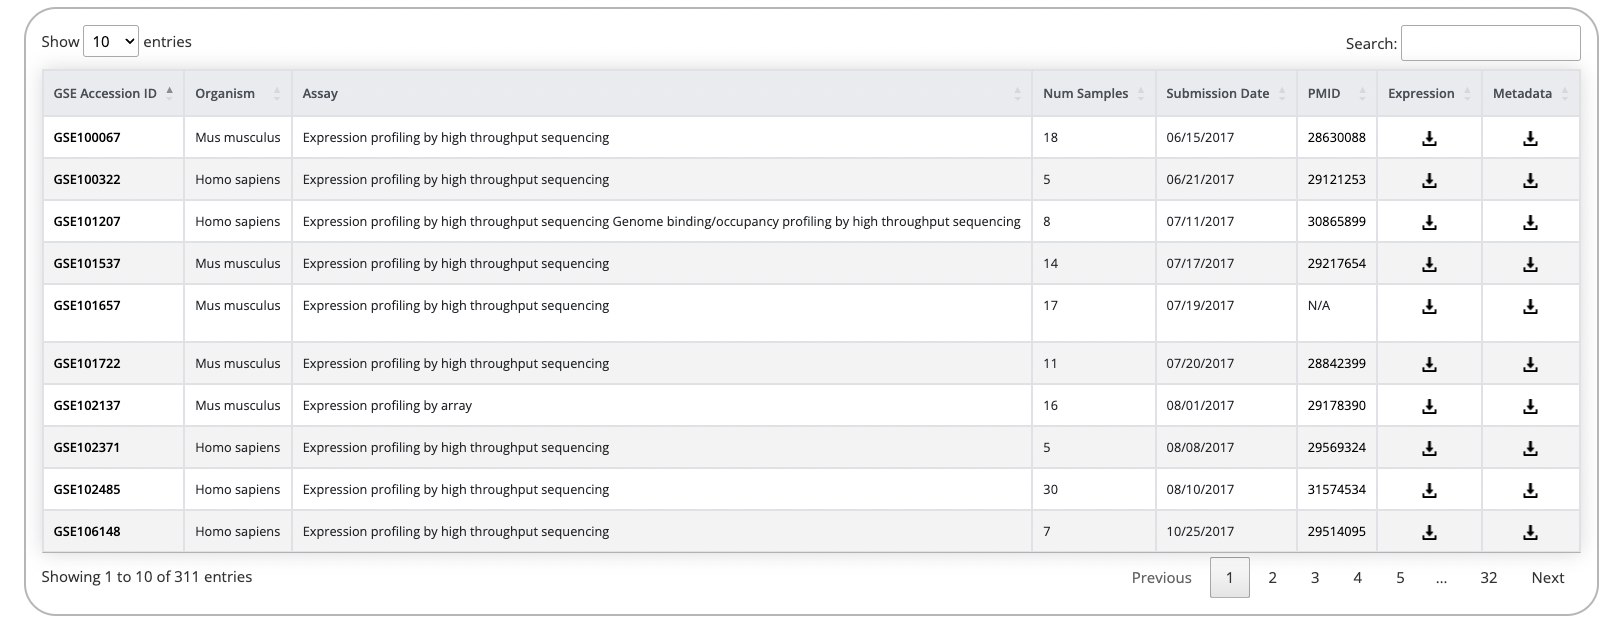 Show 10 entries Search:
GSE Accession ID Organism Assay Num Samples Submission Date PMID Expression Metadata
GSE100067 Mus musculus Expression profiling by high throughput sequencing 18 06/15/2017 28630088
GSE100322 Homo sapiens Expression profiling by high throughput sequencing 5 06/21/2017 29121253
GSE101207 Homo sapiens Expression profiling by high throughput sequencing Genome binding/occupancy profiling by high throughput sequencing 8 07/11/2017 30865899
GSE101537 Mus musculus Expression profiling by high throughput sequencing 14 07/17/2017 29217654
GSE101657 Mus musculus Expression profiling by high throughput sequencing 17 07/19/2017 N/A
GSE101722 Mus musculus Expression profiling by high throughput sequencing 11 07/20/2017 28842399
GSE102137 Mus musculus Expression profiling by array 16 08/01/2017 29178390
GSE102371 Homo sapiens Expression profiling by high throughput sequencing 5 08/08/2017 29569324
GSE102485 Homo sapiens Expression profiling by high throughput sequencing 30 08/10/2017 31574534
GSE106148 Homo sapiens Expression profiling by high throughput sequencing 7 10/25/2017 29514095
Showing 1 to 10 of 311 entries Previous 1 2 3 4 5 ... 32 Next